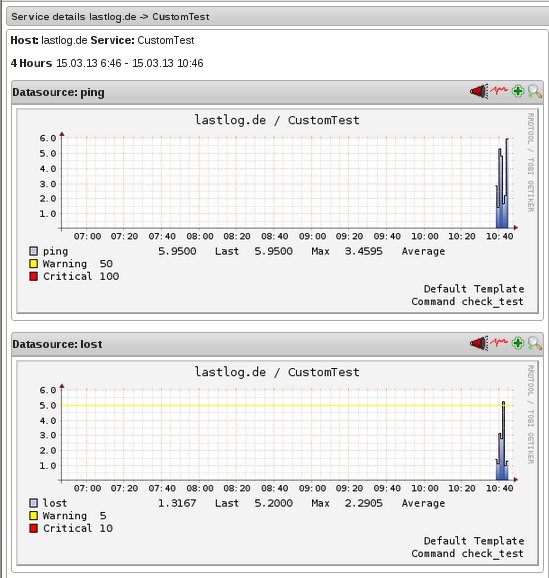 Service details lastlog.de -> CustomTest
Host: lastlog.de Service: CustomTest
4 Hours 15.03.13 6:46 - 15.03.13 10:46
Datasource: ping
lastlog.de / CustomTest
RRDTOOL / TOBI OETIKER
6.0
5.0
4.0
3.0
2.0
1.0
07:00 07:20 07:40 08:00 08:20 08:40 09:00 09:20 09:40 10:00 10:20 10:40
ping 5.9500 Last 5.9500 Max 3.4595 Average
Warning 50
Critical 100
Default Template
Command check_test
Datasource: lost
lastlog.de / CustomTest
RRDTOOL / TOBI OETIKER
6.0
5.0
4.0
3.0
2.0
1.0
07:00 07:20 07:40 08:00 08:20 08:40 09:00 09:20 09:40 10:00 10:20 10:40
lost 1.3167 Last 5.2000 Max 2.2905 Average
Warning 5
Critical 10
Default Template
Command check_test